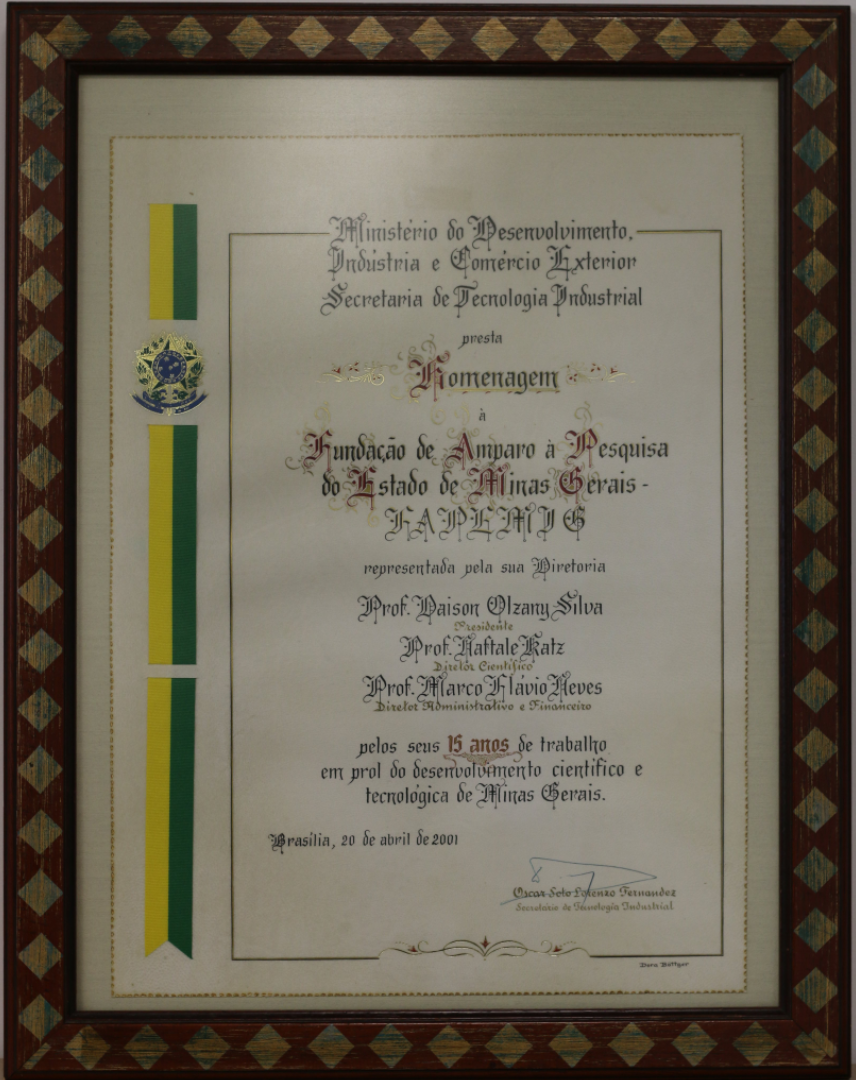 Ministério do Desenvolvimento,
Indústria e Comércio Exterior
Secretaria de Tecnologia Industrial
presta
Homenagem
à
Fundação de Amparo à Pesquisa
do Estado de Minas Gerais -
FAPEMIG
representada pela sua Diretoria
Prof. Naison Olzany Silva
Presidente
Prof. Naftale Katz
Diretor Científico
Prof. Marco Flávio Neves
Diretor Administrativo e Financeiro
pelos seus 15 anos de trabalho
em prol do desenvolvimento científico e
tecnológica de Minas Gerais.
Brasília, 20 de abril de 2001
Oscar Soto Lorenzo Fernandez
Secretário de Tecnologia Industrial